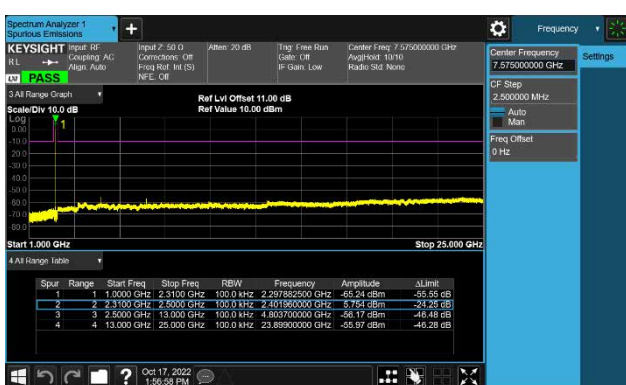 Spectrum Analyzer 1
Spurious Emissions
Frequency
KEYSIGHT
RL
PASS
Input: RF
Coupling: AC
Align: Auto
Input Z: 50 Ω
Corrections: Off
Freq Ref: Int (S)
NFE: Off
Atten: 20 dB
Trig: Free Run
Gate: Off
IF Gain: Low
Center Freq: 7.575000000 GHz
Avg|Hold: 10/10
Radio Std: None
Center Frequency
7.575000000 GHz
Settings
CF Step
2.500000 MHz
Auto
Man
Freq Offset
0 Hz
3 All Range Graph
Scale/Div 10.0 dB
Ref Lvl Offset 11.00 dB
Ref Value 10.00 dBm
Log
1
0.00
-10.0
-20.0
-30.0
-40.0
-50.0
-60.0
-70.0
-80.0
Start 1.000 GHz
Stop 25.000 GHz
4 All Range Table
Spur Range Start Freq Stop Freq RBW Frequency Amplitude ΔLimit
1 1 1.0000 GHz 2.3100 GHz 100.0 kHz 2.297882500 GHz -65.24 dBm -55.55 dB
2 2 2.3100 GHz 2.5000 GHz 100.0 kHz 2.401960000 GHz 5.754 dBm -24.25 dB
3 3 2.5000 GHz 13.000 GHz 100.0 kHz 4.803700000 GHz -56.17 dBm -46.48 dB
4 4 13.000 GHz 25.000 GHz 100.0 kHz 23.89900000 GHz -55.97 dBm -46.28 dB
?
Oct 17, 2022
1:56:58 PM